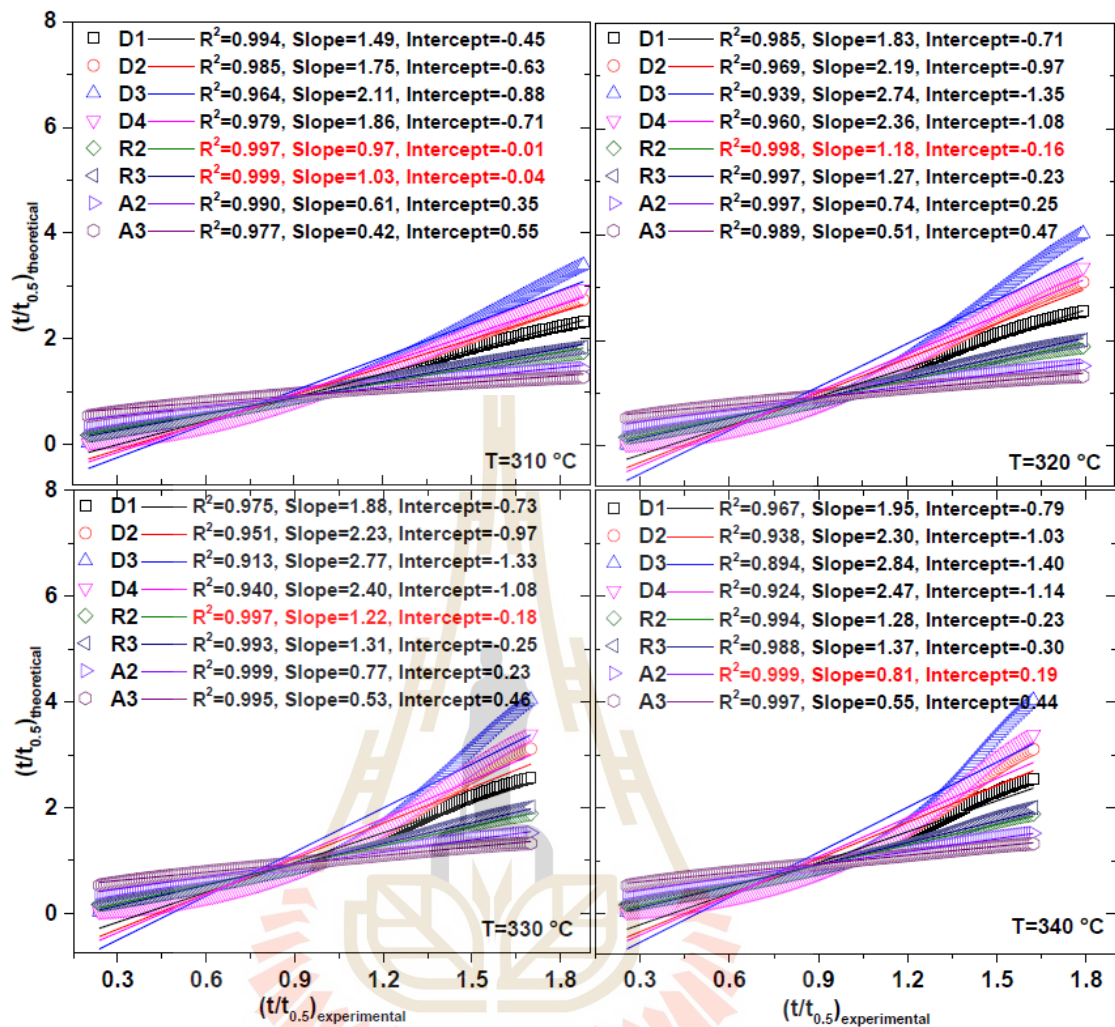 8
D1 R²=0.994, Slope=1.49, Intercept=-0.45
D2 R²=0.985, Slope=1.75, Intercept=-0.63
D3 R²=0.964, Slope=2.11, Intercept=-0.88
D4 R²=0.979, Slope=1.86, Intercept=-0.71
R2 R²=0.997, Slope=0.97, Intercept=-0.01
R3 R²=0.999, Slope=1.03, Intercept=-0.04
A2 R²=0.990, Slope=0.61, Intercept=0.35
A3 R²=0.977, Slope=0.42, Intercept=0.55
6
4
2
0
(t/t0.5)theoretical
T=310 °C
D1 R²=0.985, Slope=1.83, Intercept=-0.71
D2 R²=0.969, Slope=2.19, Intercept=-0.97
D3 R²=0.939, Slope=2.74, Intercept=-1.35
D4 R²=0.960, Slope=2.36, Intercept=-1.08
R2 R²=0.998, Slope=1.18, Intercept=-0.16
R3 R²=0.997, Slope=1.27, Intercept=-0.23
A2 R²=0.997, Slope=0.74, Intercept=0.25
A3 R²=0.989, Slope=0.51, Intercept=0.47
T=320 °C
8
D1 R²=0.975, Slope=1.88, Intercept=-0.73
D2 R²=0.951, Slope=2.23, Intercept=-0.97
D3 R²=0.913, Slope=2.77, Intercept=-1.33
D4 R²=0.940, Slope=2.40, Intercept=-1.08
R2 R²=0.997, Slope=1.22, Intercept=-0.18
R3 R²=0.993, Slope=1.31, Intercept=-0.25
A2 R²=0.999, Slope=0.77, Intercept=0.23
A3 R²=0.995, Slope=0.53, Intercept=0.46
6
4
2
0
(t/t0.5)theoretical
T=330 °C
0.3 0.6 0.9 1.2 1.5
(t/t0.5)experimental
D1 R²=0.967, Slope=1.95, Intercept=-0.79
D2 R²=0.938, Slope=2.30, Intercept=-1.03
D3 R²=0.894, Slope=2.84, Intercept=-1.40
D4 R²=0.924, Slope=2.47, Intercept=-1.14
R2 R²=0.994, Slope=1.28, Intercept=-0.23
R3 R²=0.988, Slope=1.37, Intercept=-0.30
A2 R²=0.999, Slope=0.81, Intercept=0.19
A3 R²=0.997, Slope=0.55, Intercept=0.44
T=340 °C
0.3 0.6 0.9 1.2 1.5 1.8
(t/t0.5)experimental